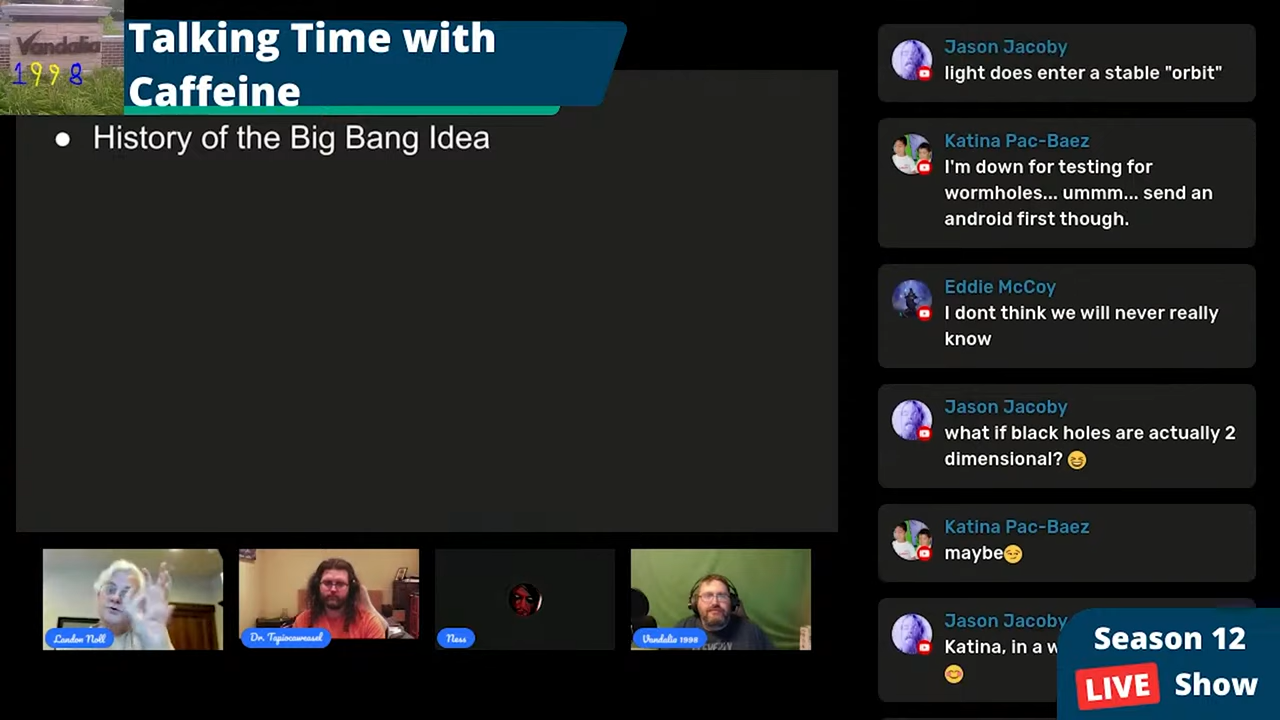 Vandalia
1998
Talking Time with
Caffeine
● History of the Big Bang Idea
Landon Noll
Dr. Tapiocaweasel
Ness
Vandalia 1998
Jason Jacoby
light does enter a stable "orbit"
Katina Pac-Baez
I'm down for testing for
wormholes... ummm... send an
android first though.
Eddie McCoy
I dont think we will never really
know
Jason Jacoby
what if black holes are actually 2
dimensional? 😆
Katina Pac-Baez
maybe😏
Jason Jacoby
Katina, in a w
😊
Season 12
LIVE Show